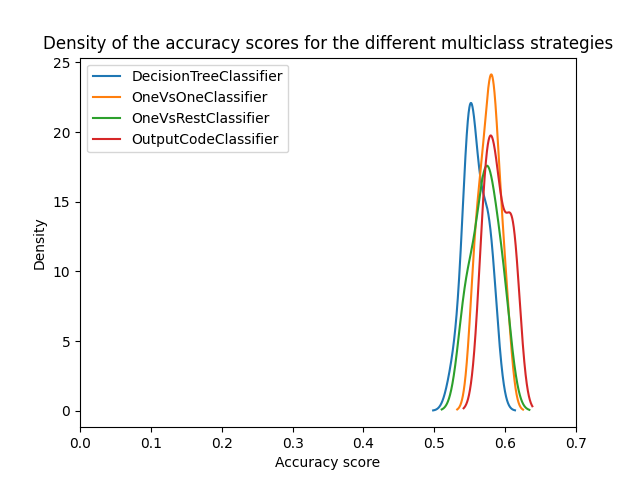 Density of the accuracy scores for the different multiclass strategies
25
20
15
10
5
0
Density
DecisionTreeClassifier
OneVsOneClassifier
OneVsRestClassifier
OutputCodeClassifier
0.0 0.1 0.2 0.3 0.4 0.5 0.6 0.7
Accuracy score